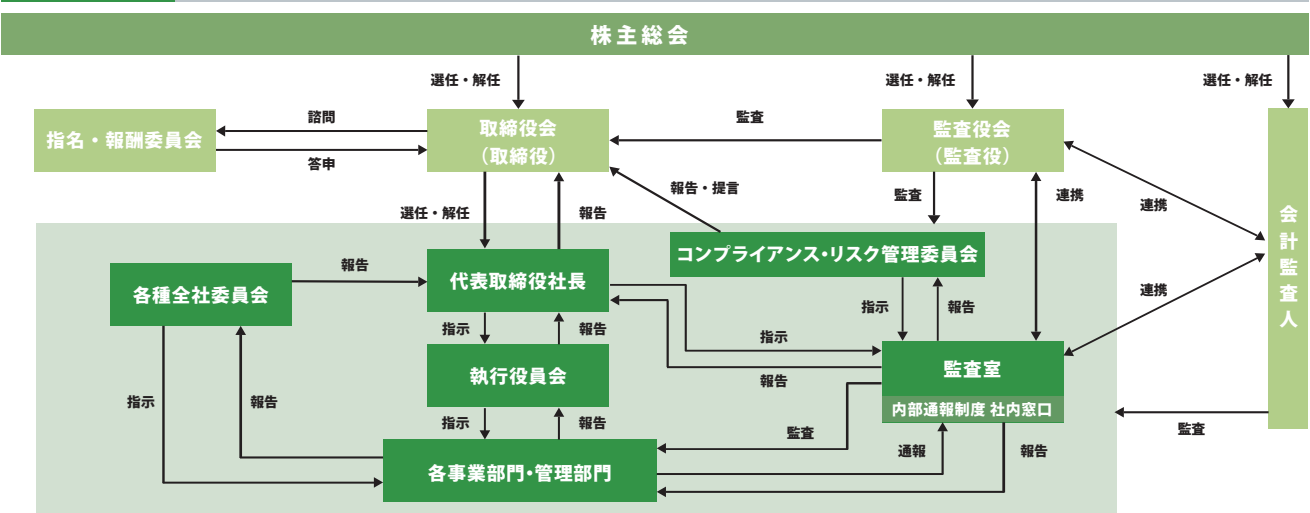 株主総会
選任・解任
選任・解任
選任・解任
指名・報酬委員会
諮問
答申
取締役会
（取締役）
監査
監査役会
（監査役）
報告・提言
監査
連携
連携
会計監査人
選任・解任
報告
コンプライアンス・リスク管理委員会
各種全社委員会
報告
代表取締役社長
指示
報告
連携
指示
報告
指示
報告
執行役員会
指示
報告
監査室
内部通報制度 社内窓口
指示
報告
指示
報告
監査
監査
各事業部門・管理部門
通報
報告